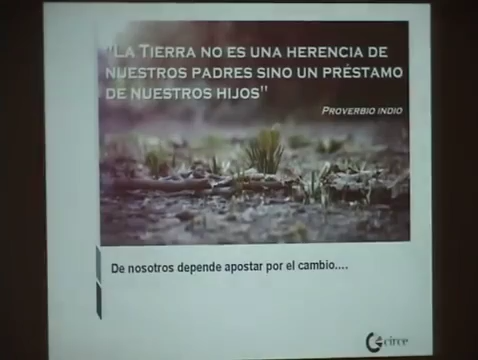 "LA TIERRA NO ES UNA HERENCIA DE
NUESTROS PADRES SINO UN PRÉSTAMO
DE NUESTROS HIJOS"
PROVERBIO INDIO
De nosotros depende apostar por el cambio....
circe